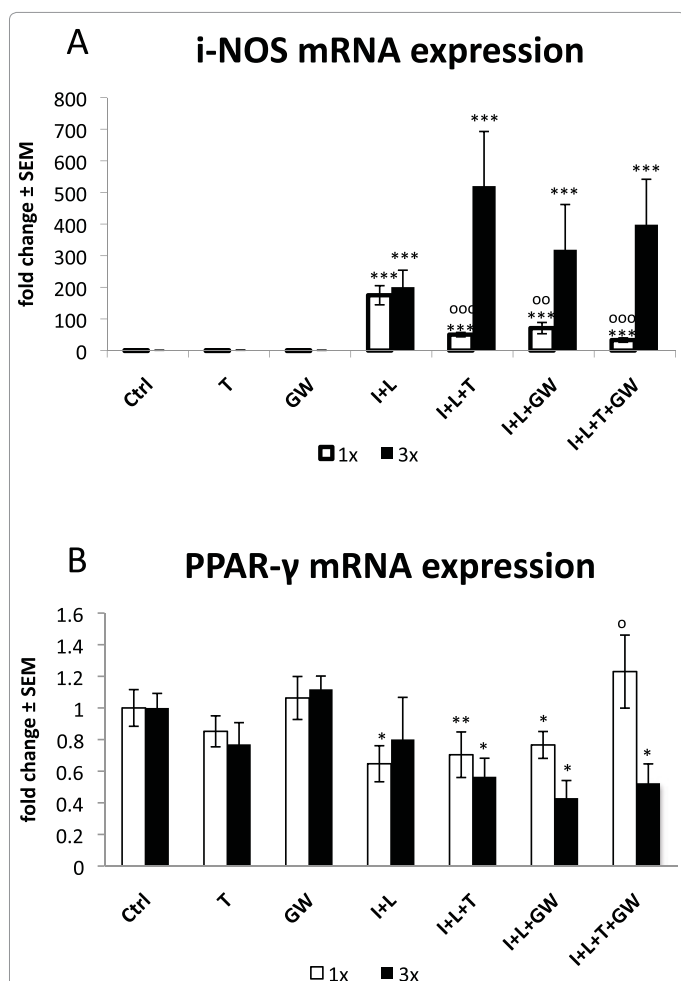 A
i-NOS mRNA expression
fold change ± SEM
800
700
600
500
400
300
200
100
0
*** *** ooo *** *** oo *** *** ooo *** ***
Ctrl T GW I+L I+L+T I+L+GW I+L+T+GW
1x 3x
B
PPAR-γ mRNA expression
fold change ± SEM
1.6
1.4
1.2
1
0.8
0.6
0.4
0.2
0
* ** * * * o *
Ctrl T GW I+L I+L+T I+L+GW I+L+T+GW
1x 3x